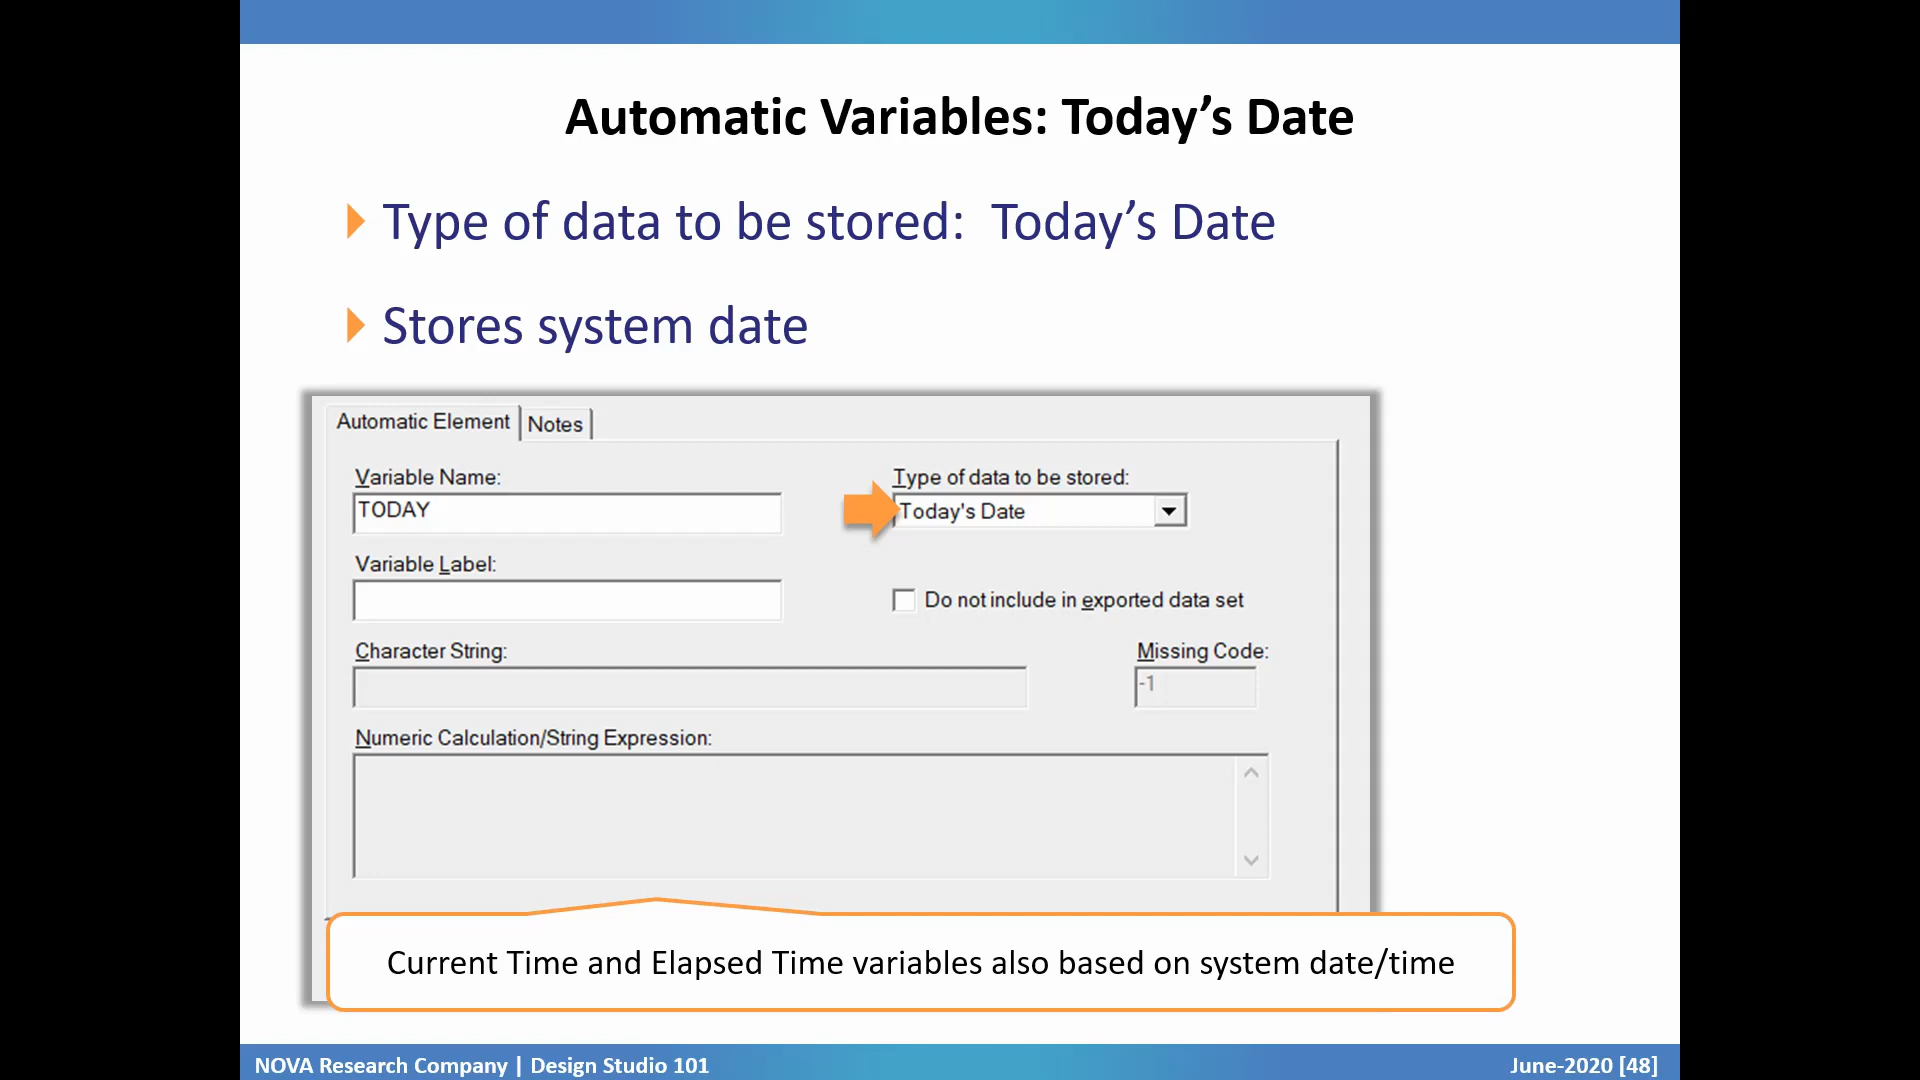 Automatic Variables: Today’s Date
Type of data to be stored: Today’s Date
Stores system date
Automatic Element Notes
Variable Name: Type of data to be stored:
TODAY Today's Date
Variable Label:
Do not include in exported data set
Character String: Missing Code:
-1
Numeric Calculation/String Expression:
Current Time and Elapsed Time variables also based on system date/time
NOVA Research Company | Design Studio 101 June-2020 [48]